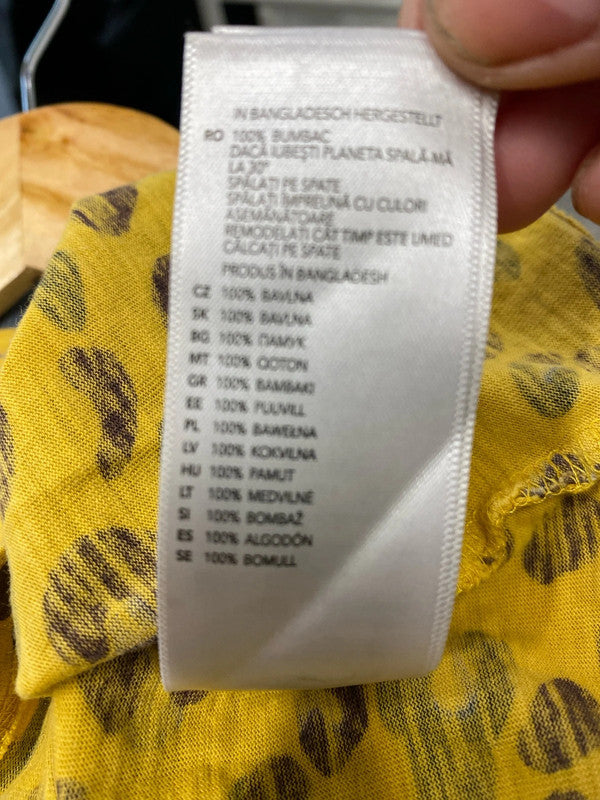 IN BANGLADESCH HERGESTELLT
RO 100% BUMBAC
DACĂ IUBEȘTI PLANETA SPALĂ-MĂ
LA 30°
SPĂLAȚI PE SPATE
SPĂLAȚI ÎMPREUNĂ CU CULORI
ASEMĂNĂTOARE
REMODELAȚI CÂT TIMP ESTE UMED
CĂLCAȚI PE SPATE
PRODUS ÎN BANGLADESH
CZ 100% BAVLNA
SK 100% BAVLNA
BG 100% ПАМУК
MT 100% QOTON
GR 100% BAMBAKI
EE 100% PUUVILL
PL 100% BAWEŁNA
LV 100% KOKVILNA
HU 100% PAMUT
LT 100% MEDVILNĖ
SI 100% BOMBAŽ
ES 100% ALGODÓN
SE 100% BOMULL